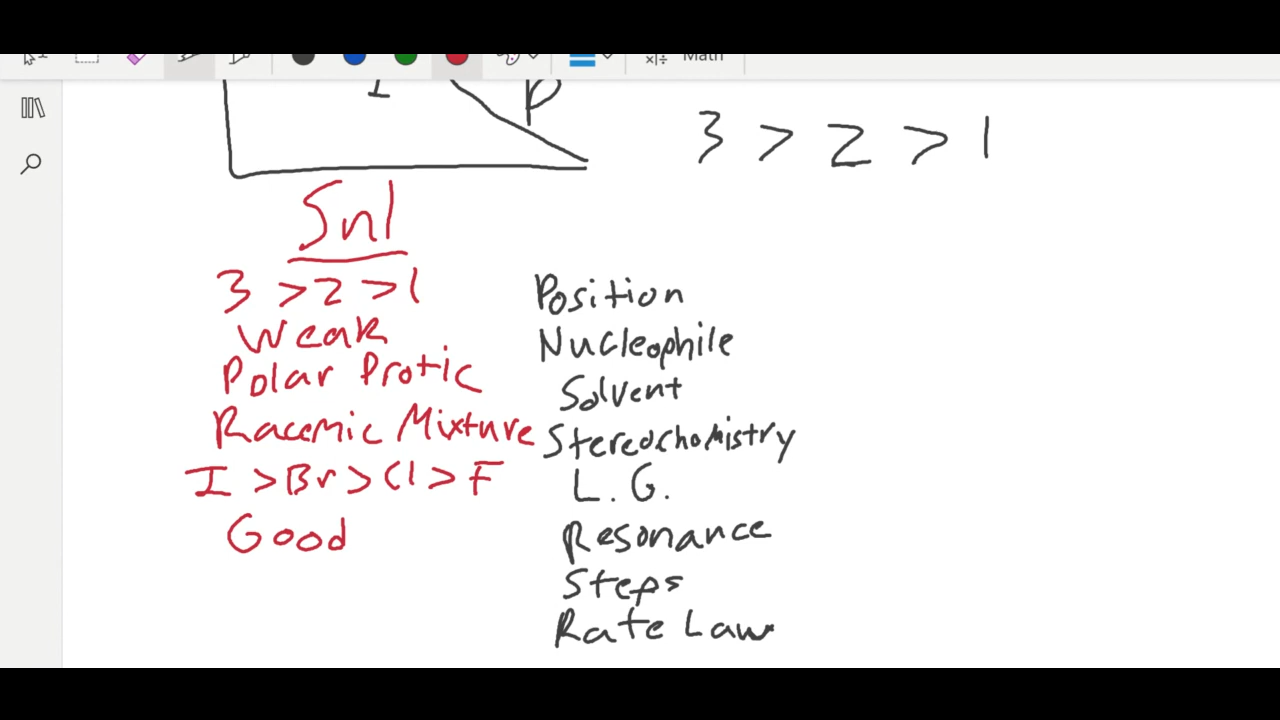 Math
I
P
3 > 2 > 1
Sn1
3 > 2 > 1
Position
Weak
Nucleophile
Polar Protic
Solvent
Racemic Mixture
Stereochemistry
I > Br > Cl > F
L.G.
Good
Resonance
Steps
Rate Law